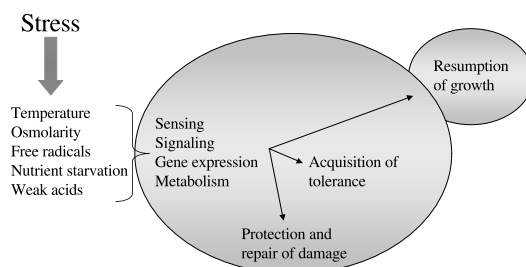 Stress
Temperature
Osmolarity
Free radicals
Nutrient starvation
Weak acids
Sensing
Signaling
Gene expression
Metabolism
Resumption
of growth
Acquisition of
tolerance
Protection and
repair of damage